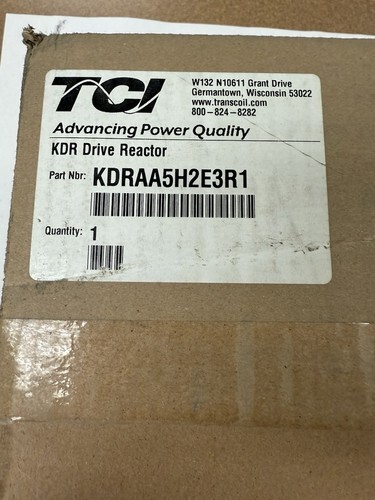 TCI
W132 N10611 Grant Drive
Germantown, Wisconsin 53022
www.transcoil.com
800-824-8282
Advancing Power Quality
KDR Drive Reactor
Part Nbr: KDRAA5H2E3R1
Quantity: 1